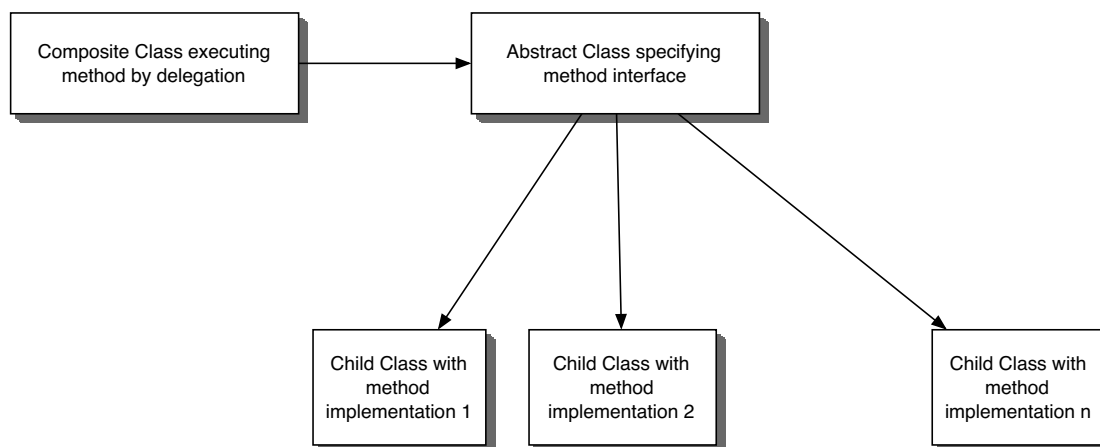 Composite Class executing
method by delegation
Abstract Class specifying
method interface
Child Class with
method
implementation 1
Child Class with
method
implementation 2
Child Class with
method
implementation n